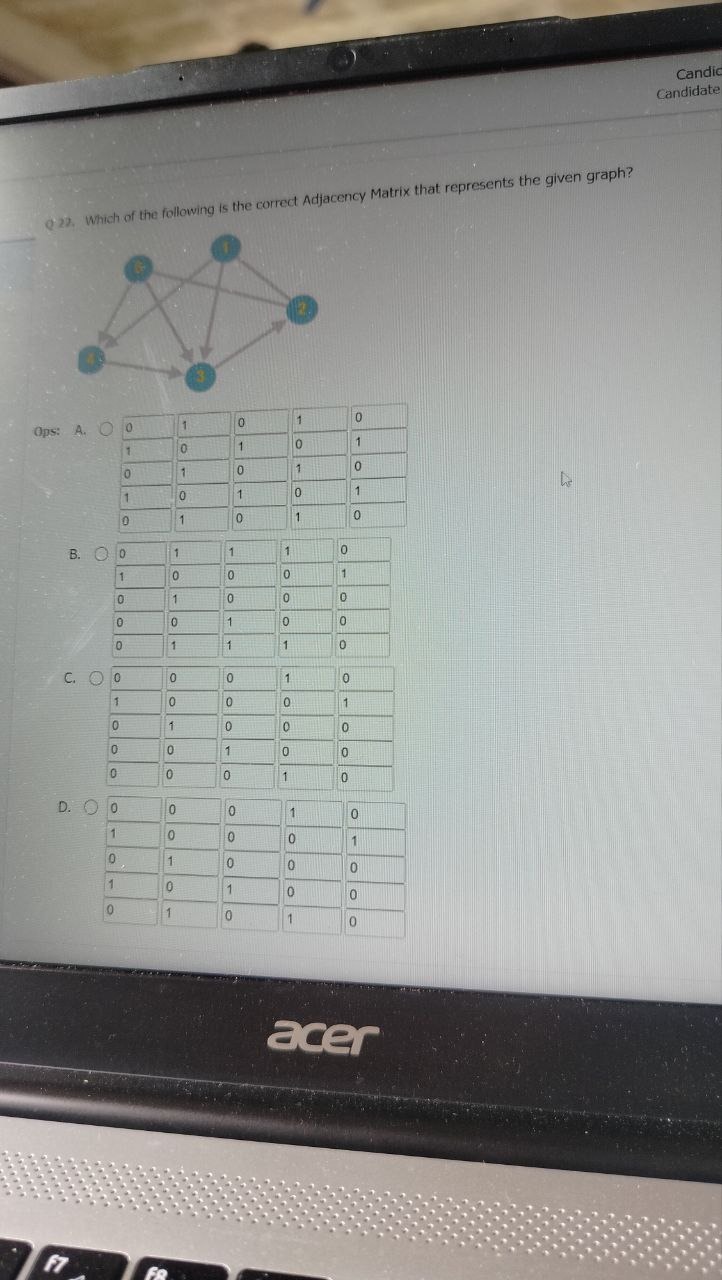 Candid
Candidate
Q 22. Which of the following is the correct Adjacency Matrix that represents the given graph?
1
2
4
3
Ops: A. 0 1 0 1 0
1 0 1 0 1
0 1 0 1 0
1 0 1 0 1
0 1 0 1 0
B. 0 1 1 1 0
1 0 0 0 1
0 1 0 0 0
0 0 1 0 0
0 1 1 1 0
C. 0 0 0 1 0
1 0 0 0 1
0 1 0 0 0
0 0 1 0 0
0 0 0 1 0
D. 0 0 0 1 0
1 0 0 0 1
0 1 0 0 0
1 0 1 0 0
0 1 0 1 0
acer
F7
F8